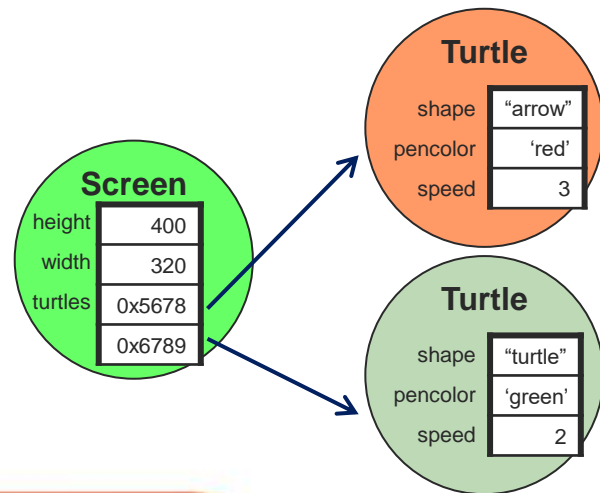 Screen
height 400
width 320
turtles 0x5678
0x6789
Turtle
shape “arrow”
pencolor ‘red’
speed 3
Turtle
shape “turtle”
pencolor ‘green’
speed 2